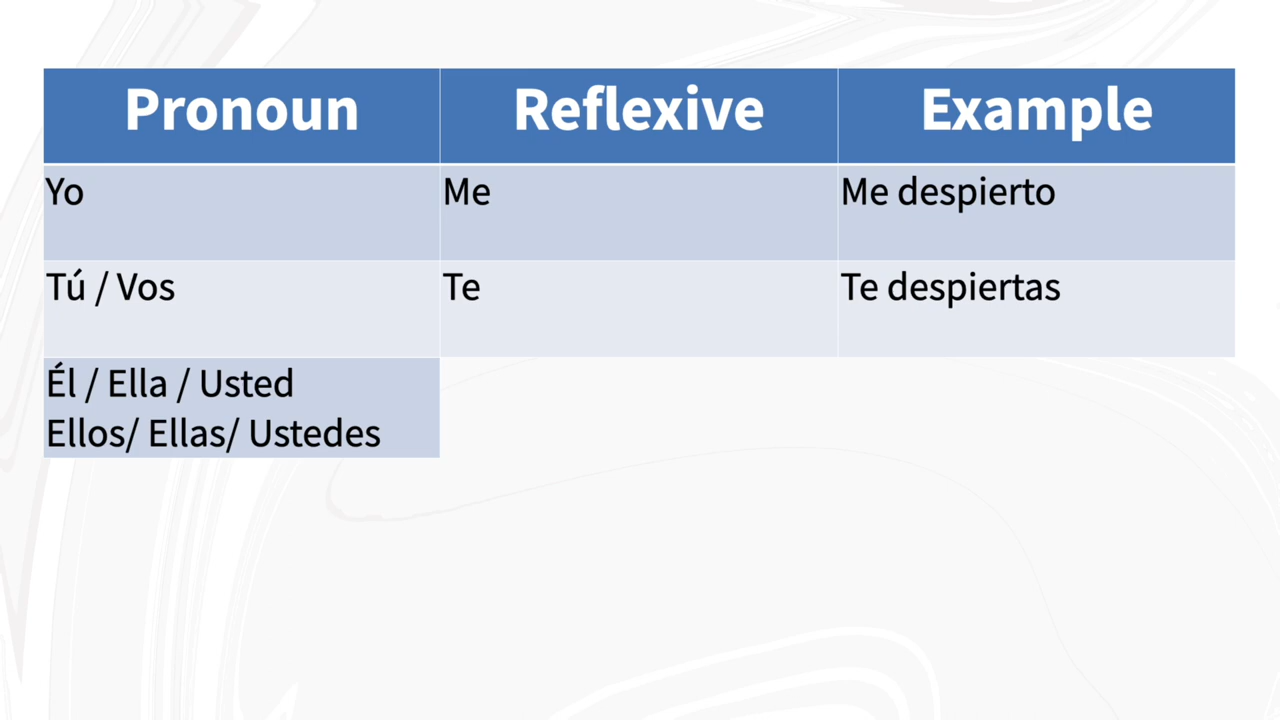 Pronoun Reflexive Example
Yo Me Me despierto
Tú / Vos Te Te despiertas
Él / Ella / Usted
Ellos/ Ellas/ Ustedes